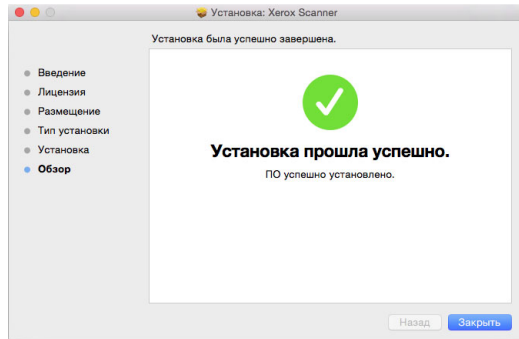 Установка: Xerox Scanner
Установка была успешно завершена.
Введение
Лицензия
Размещение
Тип установки
Установка
Обзор
Установка прошла успешно.
ПО успешно установлено.
Назад
Закрыть